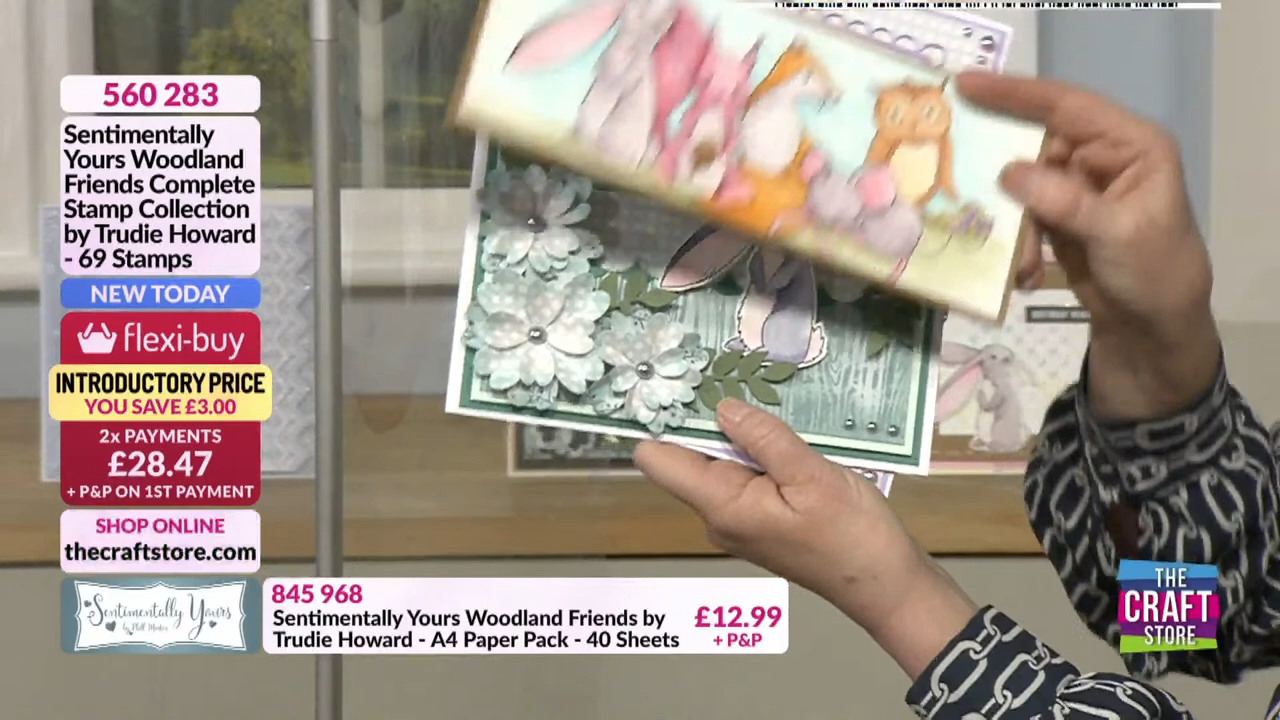 560 283
Sentimentally
Yours Woodland
Friends Complete
Stamp Collection
by Trudie Howard
- 69 Stamps
NEW TODAY
flexi-buy
INTRODUCTORY PRICE
YOU SAVE £3.00
2x PAYMENTS
£28.47
+ P&P ON 1ST PAYMENT
SHOP ONLINE
thecraftstore.com
Sentimentally Yours
845 968
Sentimentally Yours Woodland Friends by
Trudie Howard - A4 Paper Pack - 40 Sheets
£12.99
+ P&P
THE
CRAFT
STORE